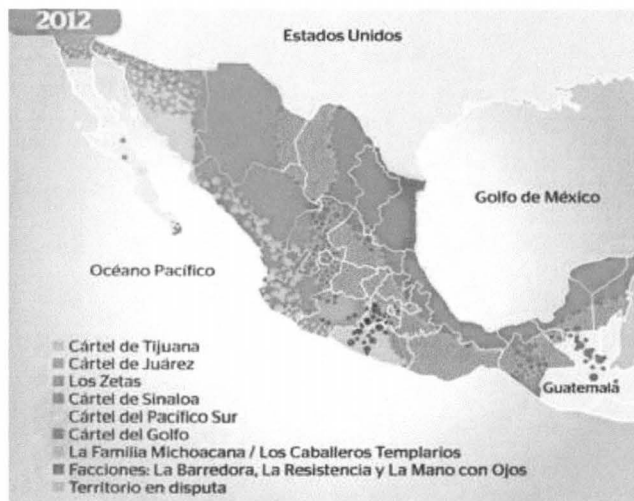 2012
Estados Unidos
Golfo de México
Océano Pacífico
Guatemala
Cártel de Tijuana
Cártel de Juárez
Los Zetas
Cártel de Sinaloa
Cártel del Pacífico Sur
Cártel del Golfo
La Familia Michoacana / Los Caballeros Templarios
Facciones: La Barredora, La Resistencia y La Mano con Ojos
Territorio en disputa